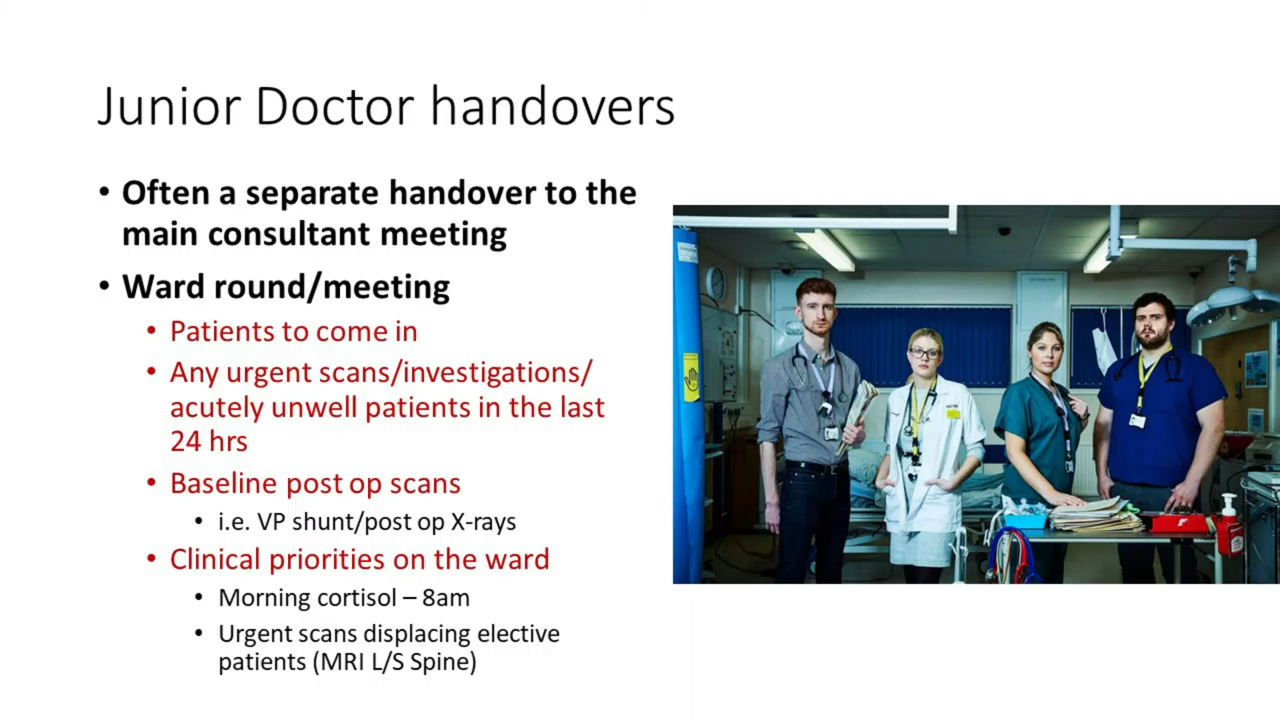 Junior Doctor handovers
• Often a separate handover to the
main consultant meeting
• Ward round/meeting
• Patients to come in
• Any urgent scans/investigations/
acutely unwell patients in the last
24 hrs
• Baseline post op scans
• i.e. VP shunt/post op X-rays
• Clinical priorities on the ward
• Morning cortisol – 8am
• Urgent scans displacing elective
patients (MRI L/S Spine)